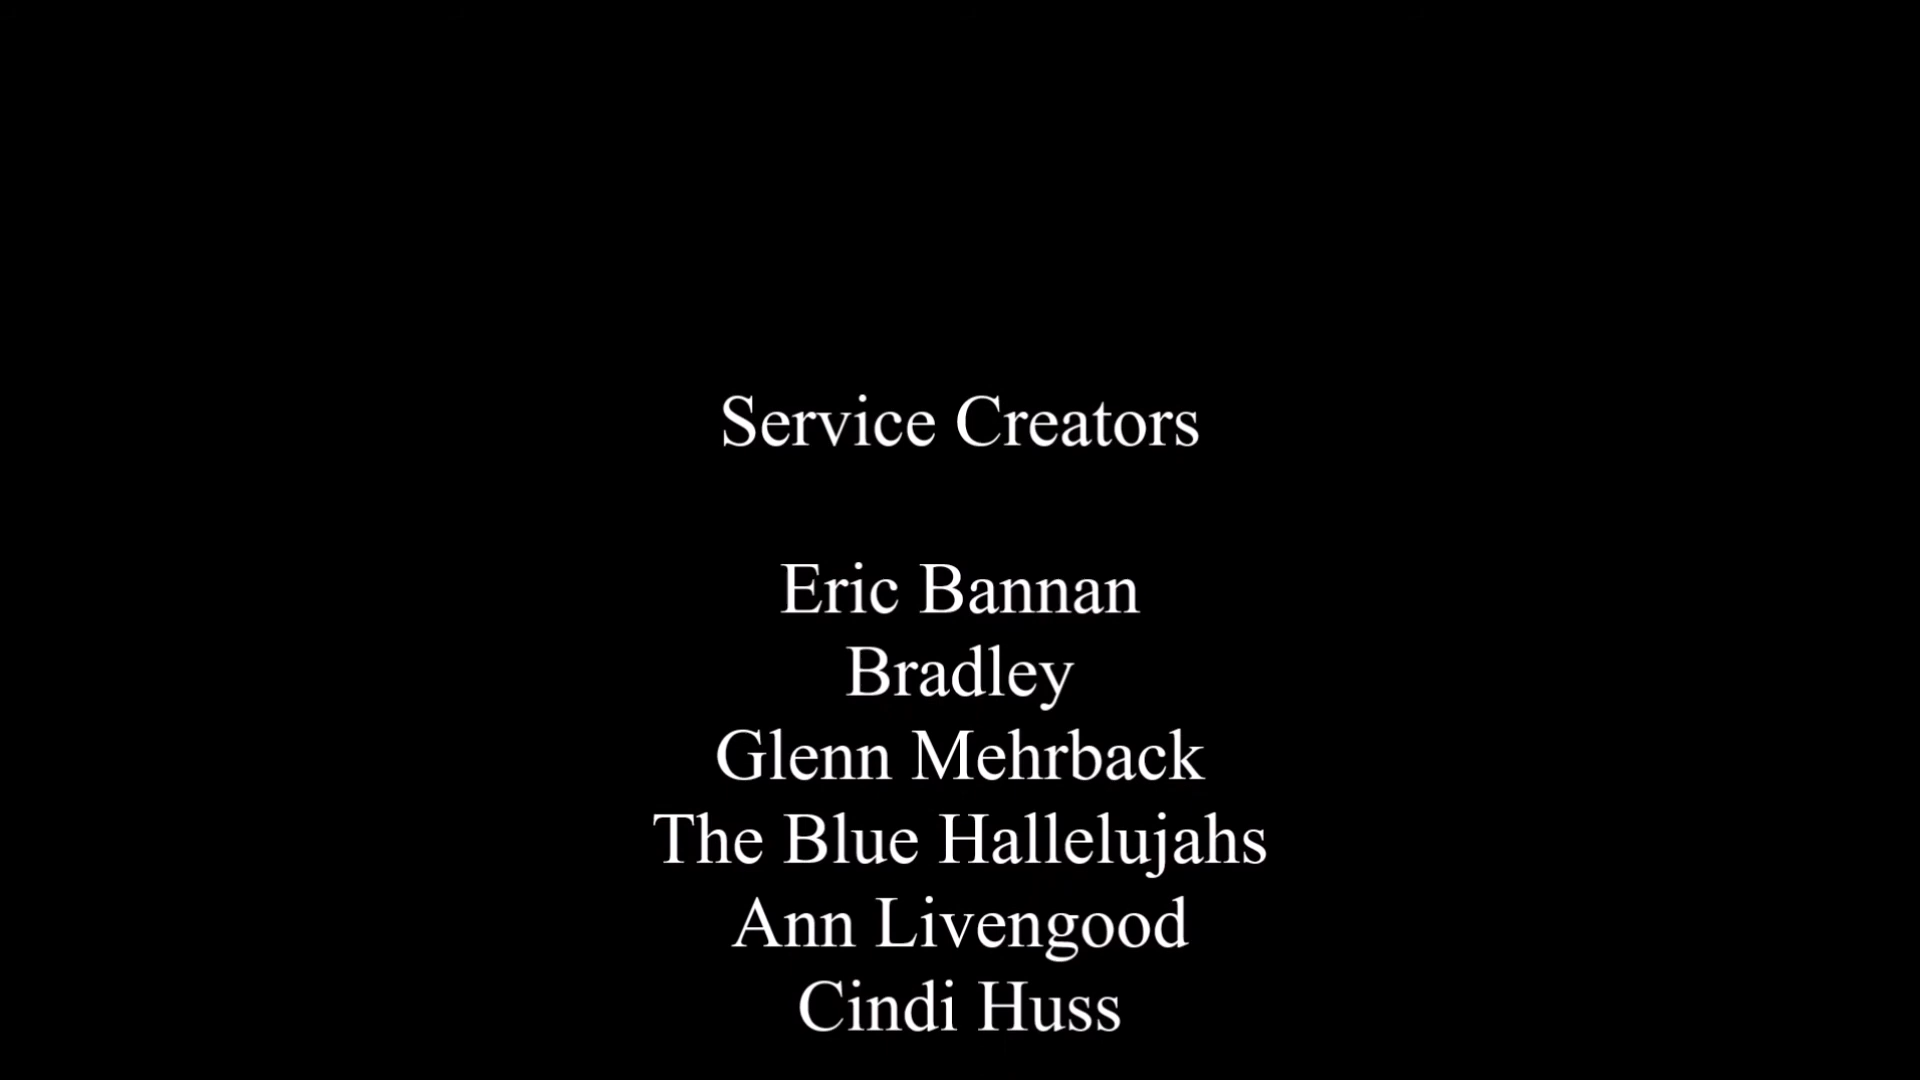 Service Creators
Eric Bannan
Bradley
Glenn Mehrback
The Blue Hallelujahs
Ann Livengood
Cindi Huss